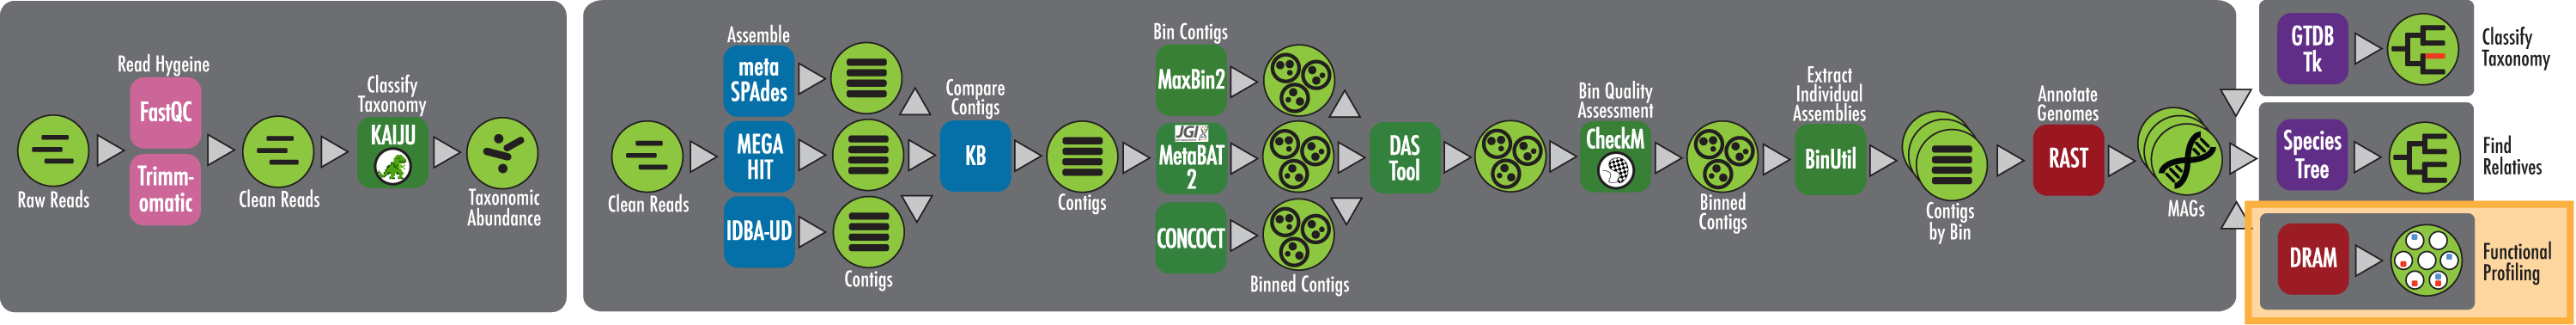 Read Hygeine
FastQC
Trimm-
omatic
Raw Reads
Clean Reads
Classify
Taxonomy
KAIJU
Taxonomic
Abundance
Clean Reads
Assemble
meta
SPAdes
MEGA
HIT
IDBA-UD
Contigs
Compare
Contigs
KB
Contigs
Bin Contigs
MaxBin2
JGI
MetaBAT
2
CONCOCT
Binned Contigs
DAS
Tool
Bin Quality
Assessment
CheckM
Binned
Contigs
Extract
Individual
Assemblies
BinUtil
Contigs
by Bin
Annotate
Genomes
RAST
MAGs
GTDB
Tk
Classify
Taxonomy
Species
Tree
Find
Relatives
DRAM
Functional
Profiling